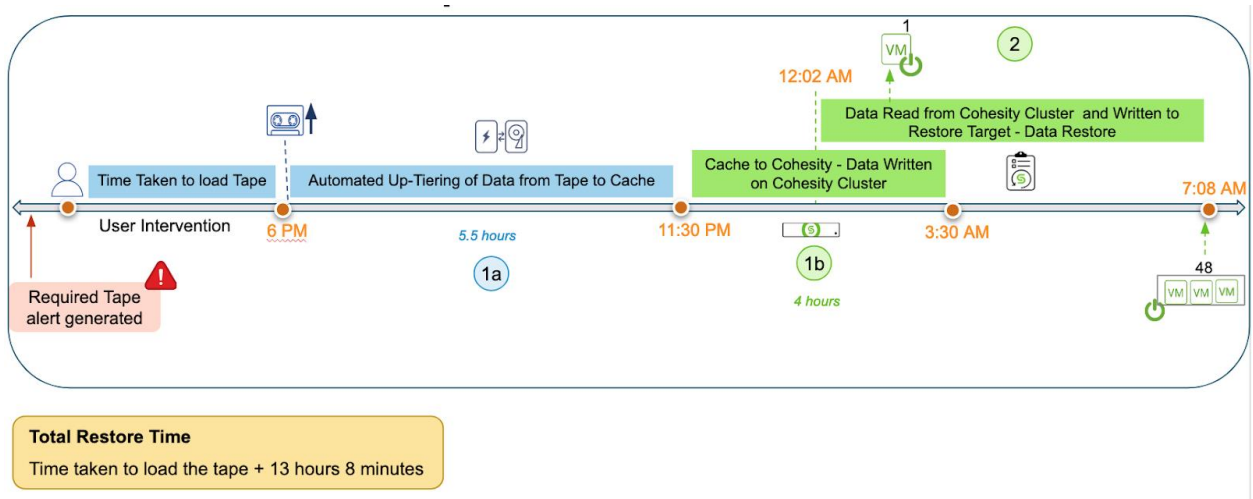 1
2
VM
12:02 AM
Data Read from Cohesity Cluster and Written to
Restore Target - Data Restore
Time Taken to load Tape
Automated Up-Tiering of Data from Tape to Cache
Cache to Cohesity - Data Written
on Cohesity Cluster
7:08 AM
User Intervention
6 PM
5.5 hours
11:30 PM
3:30 AM
1a
1b
4 hours
48
VM VM VM
Required Tape
alert generated
Total Restore Time
Time taken to load the tape + 13 hours 8 minutes